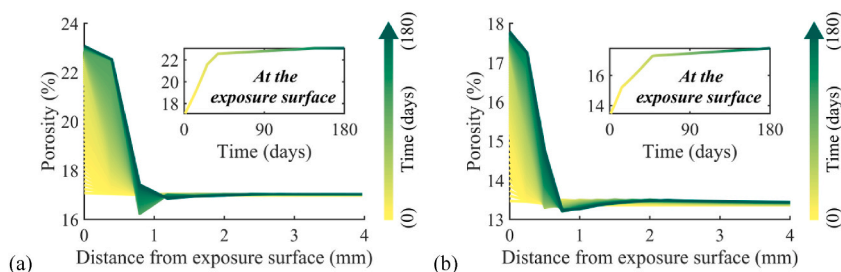 24
22
20
18
16
Porosity (%)
0 1 2 3 4
Distance from exposure surface (mm)
22
20
18
At the
exposure surface
0 90 180
Time (days)
(180)
Time (days)
(0)
(a)
18
17
16
15
14
13
Porosity (%)
0 1 2 3 4
Distance from exposure surface (mm)
16
14
At the
exposure surface
0 90 180
Time (days)
(180)
Time (days)
(0)
(b)